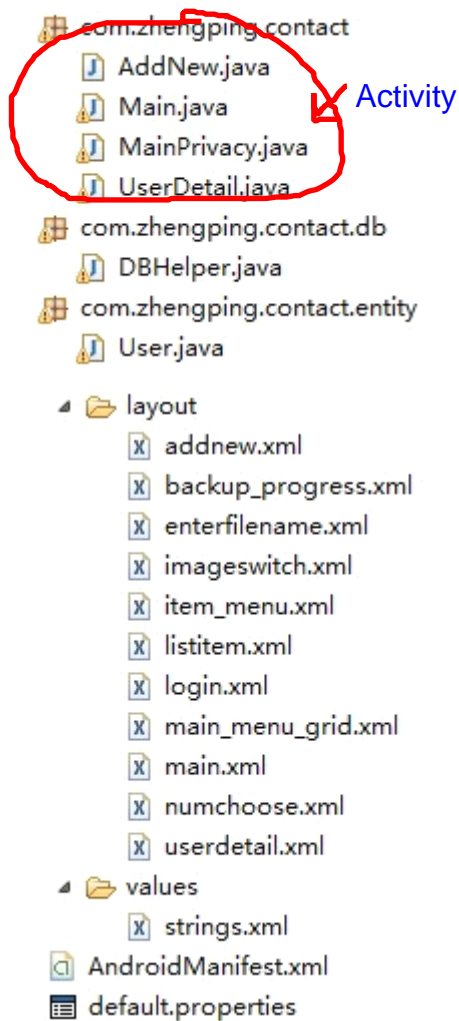 com.zhengping.contact
AddNew.java
Main.java
Activity
MainPrivacy.java
UserDetail.java
com.zhengping.contact.db
DBHelper.java
com.zhengping.contact.entity
User.java
layout
addnew.xml
backup_progress.xml
enterfilename.xml
imageswitch.xml
item_menu.xml
listitem.xml
login.xml
main_menu_grid.xml
main.xml
numchoose.xml
userdetail.xml
values
strings.xml
AndroidManifest.xml
default.properties